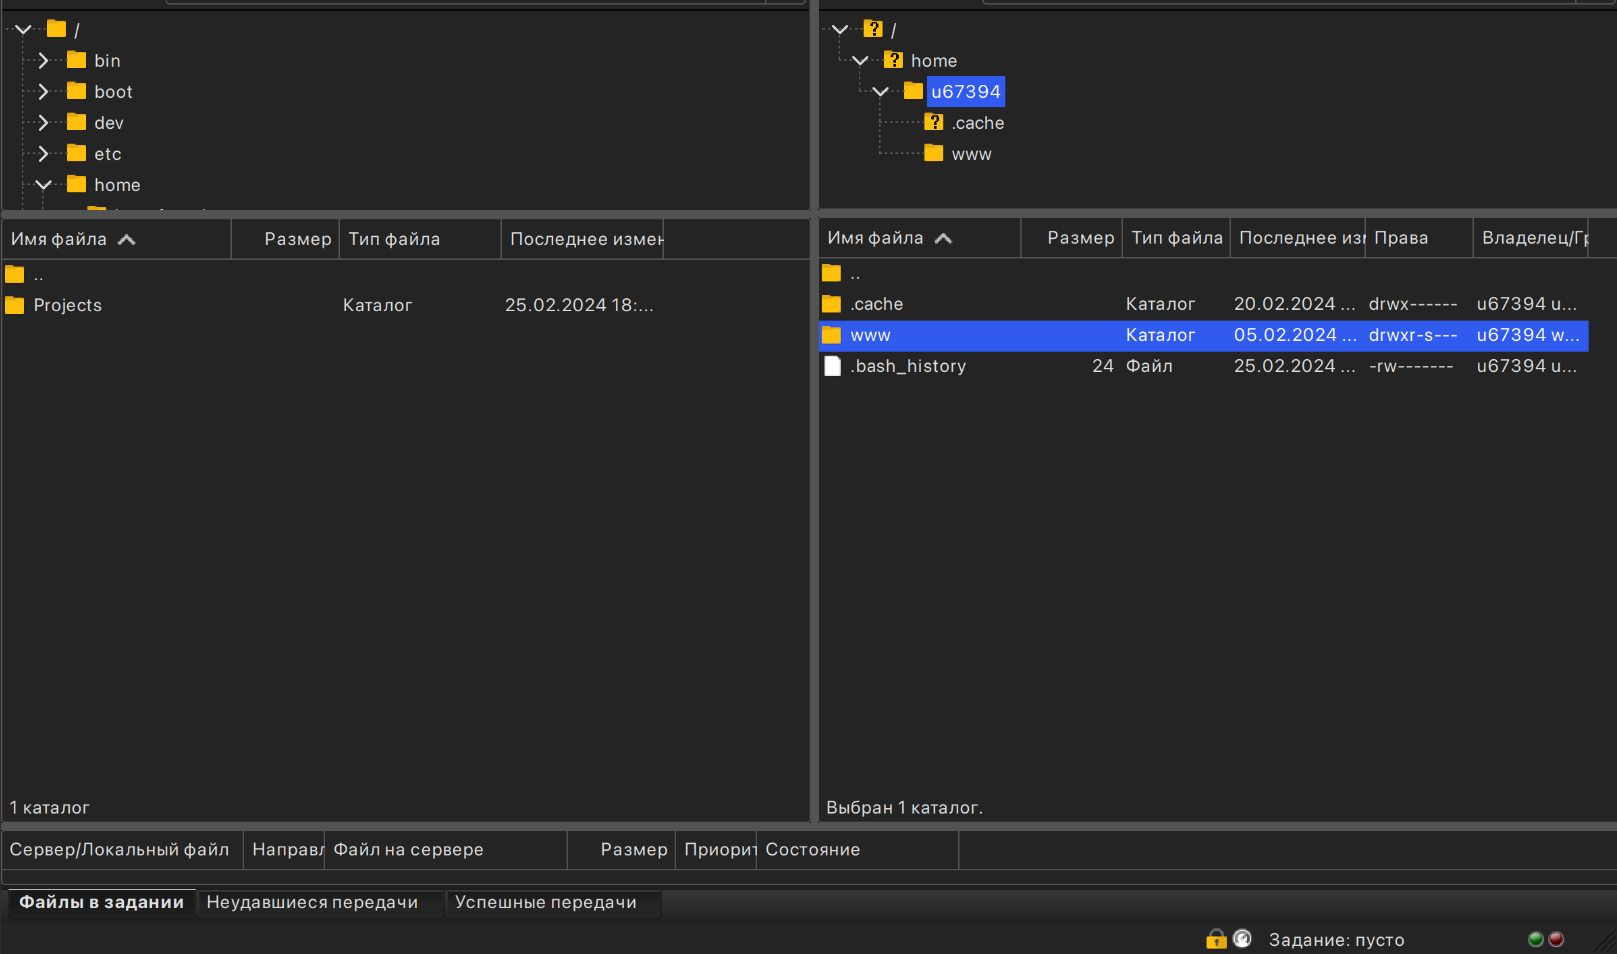 /
bin
boot
dev
etc
home
/
home
u67394
.cache
www
Имя файла Размер Тип файла Последнее измен
..
Projects Каталог 25.02.2024 18:...
1 каталог
Имя файла Размер Тип файла Последнее из Права Владелец/Гр
..
.cache Каталог 20.02.2024 ... drwx------ u67394 u...
www Каталог 05.02.2024 ... drwxr-s--- u67394 w...
.bash_history 24 Файл 25.02.2024 ... -rw------- u67394 u...
Выбран 1 каталог.
Сервер/Локальный файл Направл Файл на сервере Размер Приорит Состояние
Файлы в задании Неудавшиеся передачи Успешные передачи
Задание: пусто